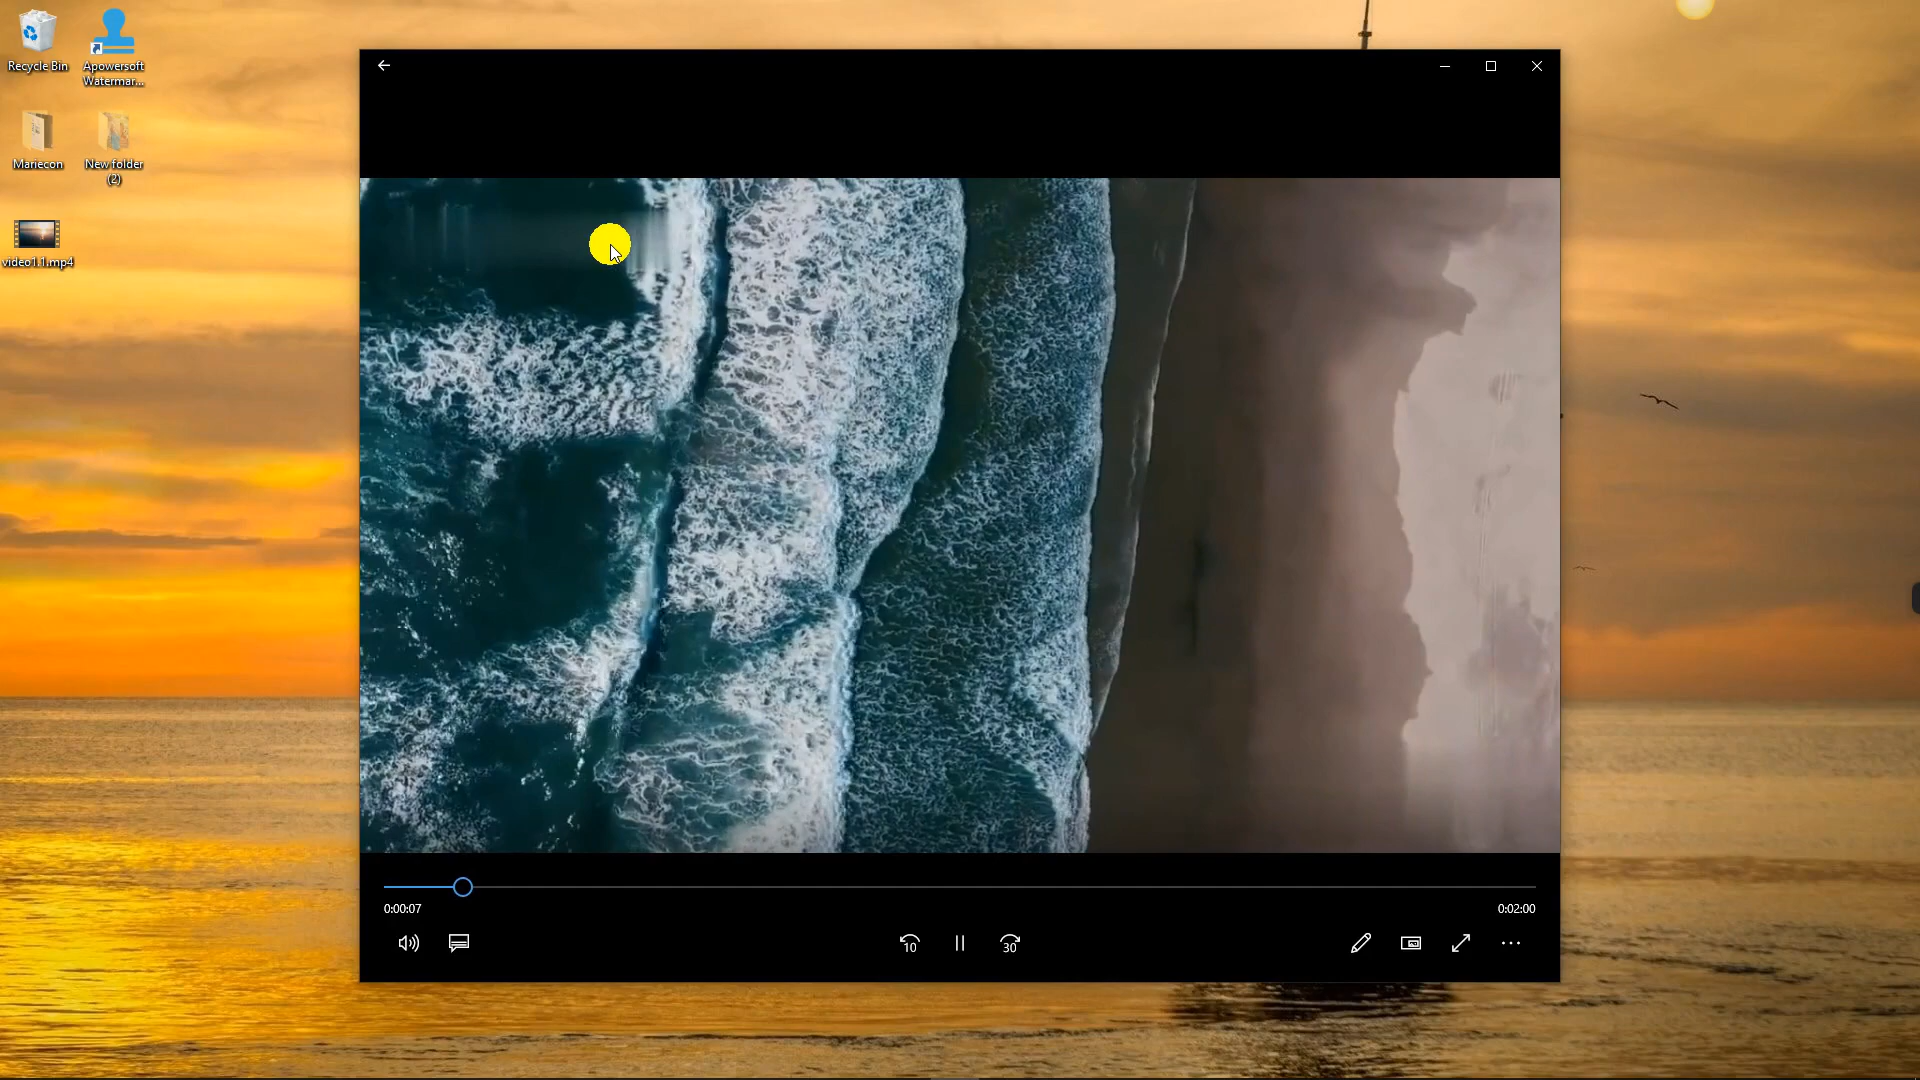 Recycle Bin
Apowersoft
Watermar...
Mariecon
New folder
(2)
video1.1.mp4
0:00:07
0:02:00
10
30